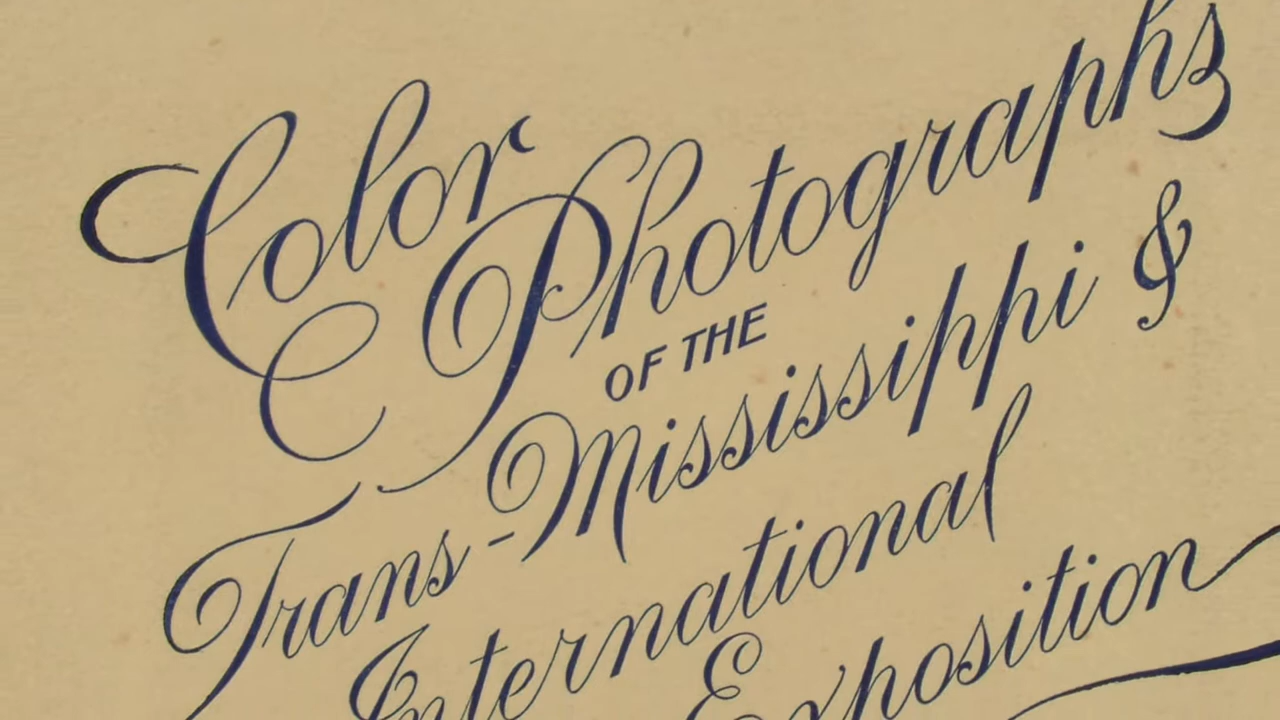 Color
Photographs
OF THE
Trans-Mississippi &
International
Exposition